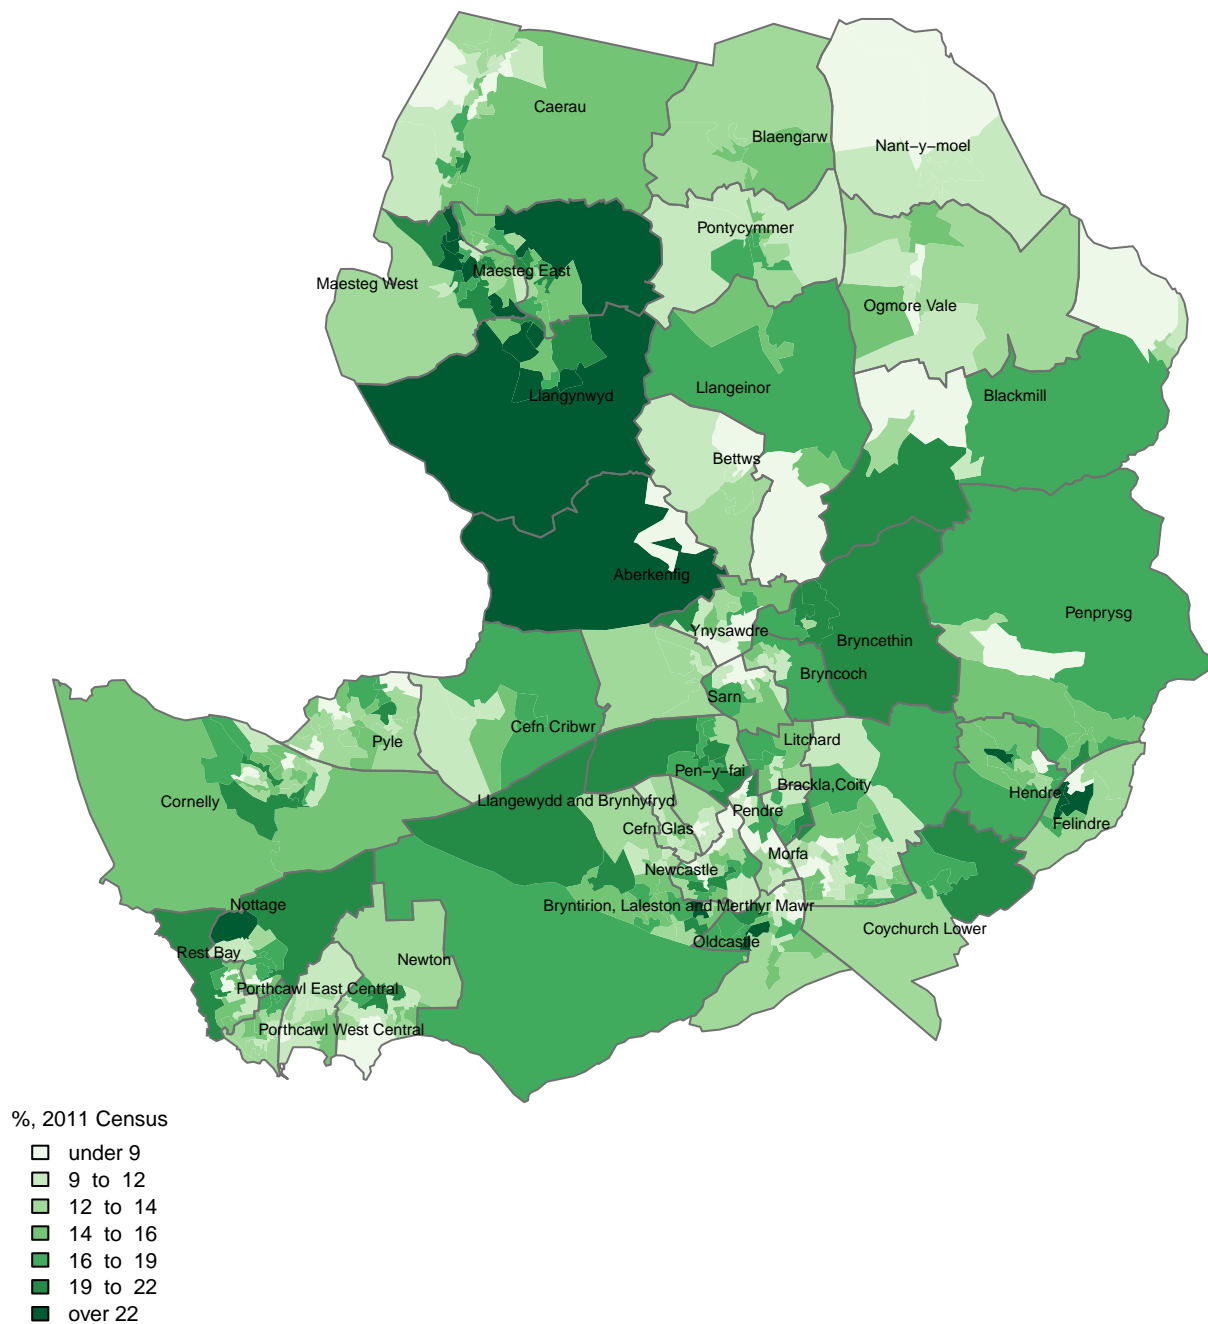 Caerau
Blaengarw
Nant-y-moel
Pontycymmer
Maesteg East
Maesteg West
Ogmore Vale
Llangeinor
Llangynwyd
Blackmill
Bettws
Aberkenfig
Penprysg
Ynysawdre
Bryncethin
Bryncoch
Sarn
Cefn Cribwr
Pyle
Litchard
Pen-y-fai
Brackla,Coity
Hendre
Cornelly
Llangewydd and Brynhyfryd
Pendre
Felindre
Cefn Glas
Morfa
Newcastle
Nottage
Bryntirion, Laleston and Merthyr Mawr
Coychurch Lower
Oldcastle
Rest Bay
Newton
Porthcawl East Central
Porthcawl West Central
%, 2011 Census
under 9
9 to 12
12 to 14
14 to 16
16 to 19
19 to 22
over 22